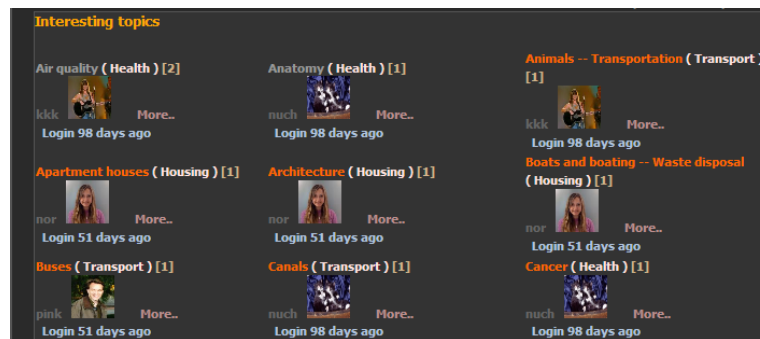 Interesting topics
Air quality ( Health ) [2]
kkk More..
Login 98 days ago
Anatomy ( Health ) [1]
nuch More..
Login 98 days ago
Animals -- Transportation ( Transport )
[1]
kkk More..
Login 98 days ago
Apartment houses ( Housing ) [1]
nor More..
Login 51 days ago
Architecture ( Housing ) [1]
nor More..
Login 51 days ago
Boats and boating -- Waste disposal
( Housing ) [1]
nor More..
Login 51 days ago
Buses ( Transport ) [1]
pink More..
Login 51 days ago
Canals ( Transport ) [1]
nuch More..
Login 98 days ago
Cancer ( Health ) [1]
nuch More..
Login 98 days ago